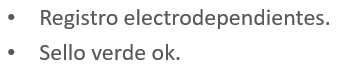 • Registro electrodependientes.
• Sello verde ok.